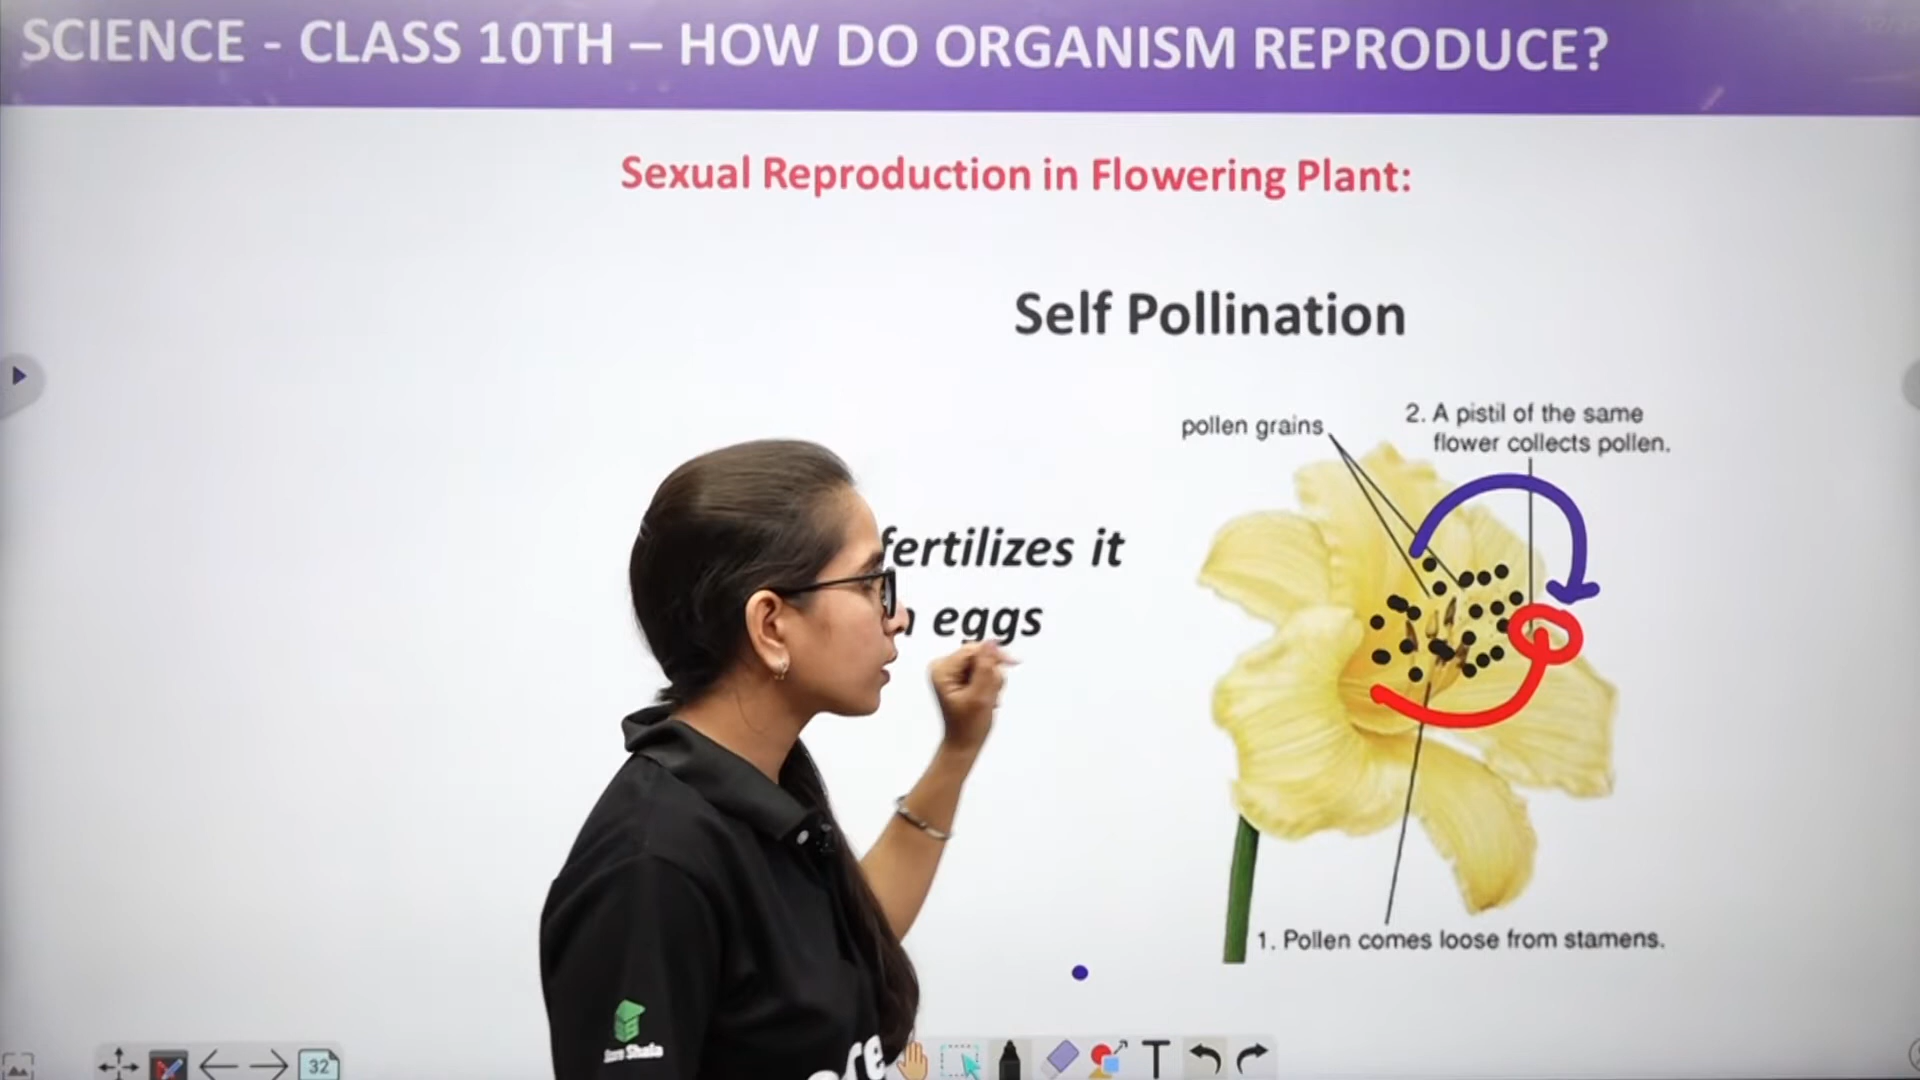 SCIENCE - CLASS 10TH – HOW DO ORGANISM REPRODUCE?
Sexual Reproduction in Flowering Plant:
Self Pollination
pollen grains
2. A pistil of the same
flower collects pollen.
fertilizes it
eggs
1. Pollen comes loose from stamens.
32
T